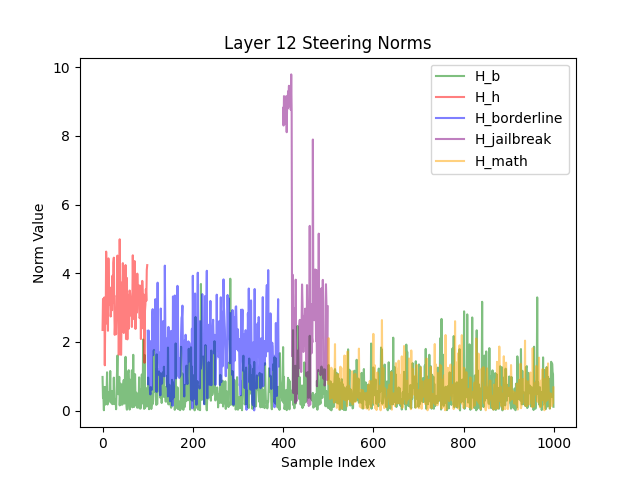 Layer 12 Steering Norms
Norm Value
10
8
6
4
2
0
H_b
H_h
H_borderline
H_jailbreak
H_math
0
200
400
600
800
1000
Sample Index